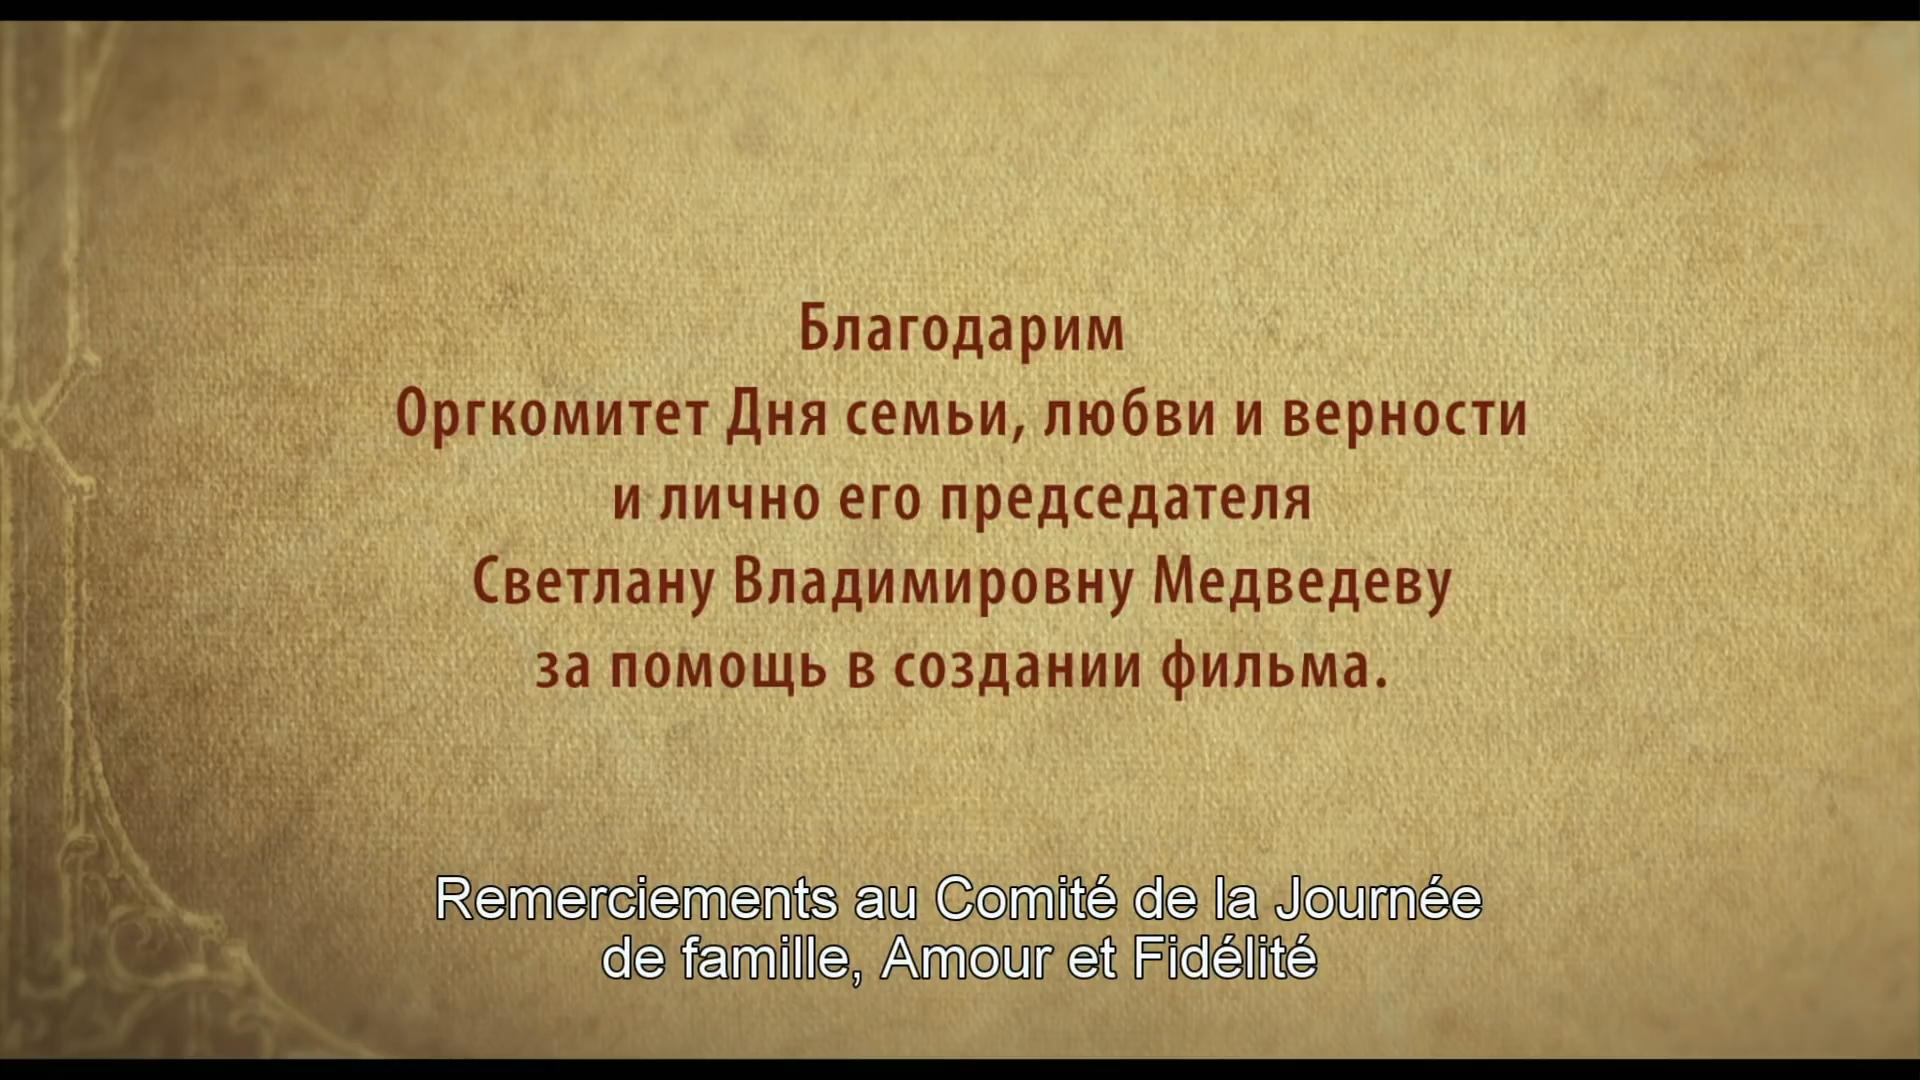 Благодарим
Оргкомитет Дня семьи, любви и верности
и лично его председателя
Светлану Владимировну Медведеву
за помощь в создании фильма.
Remerciements au Comité de la Journée
de famille, Amour et Fidélité